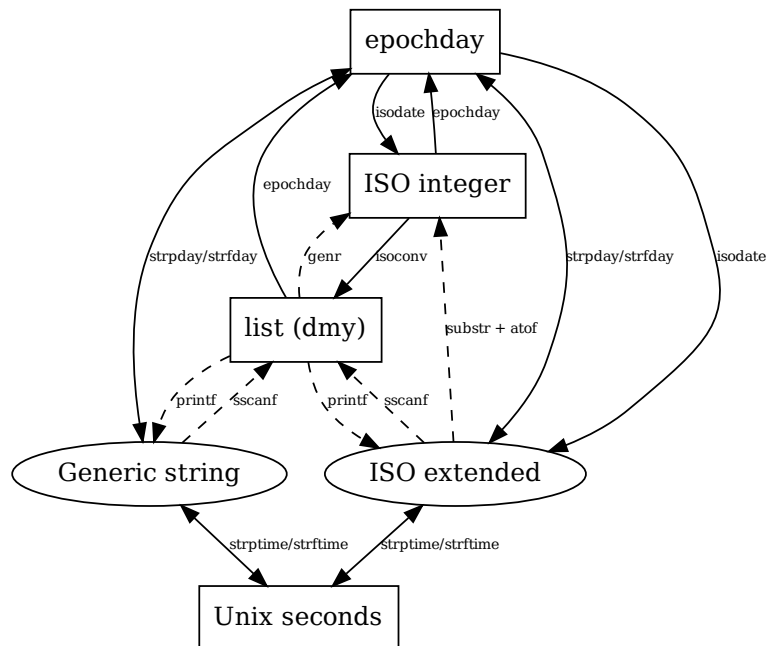 epochday
isodate
epochday
ISO integer
epochday
strpday/strfday
genr
isoconv
strpday/strfday
isodate
list (dmy)
substr + atof
printf
sscanf
printf
sscanf
Generic string
ISO extended
strptime/strftime
strptime/strftime
Unix seconds